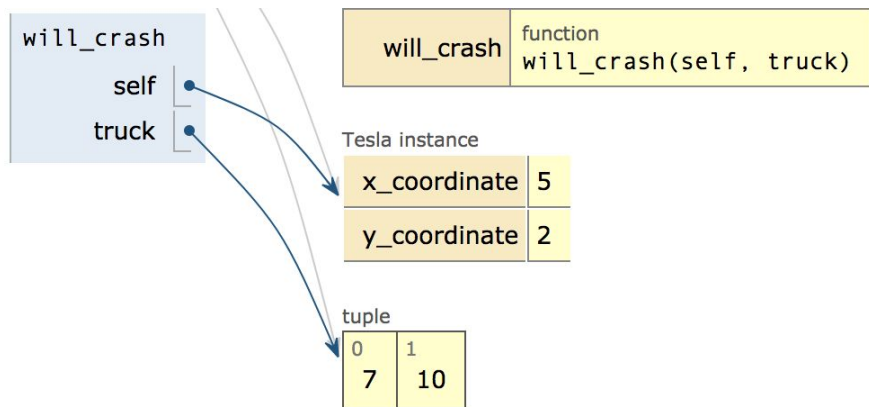 will_crash
self
truck
will_crash
function
will_crash(self, truck)
Tesla instance
x_coordinate 5
y_coordinate 2
tuple
0 1
7 10